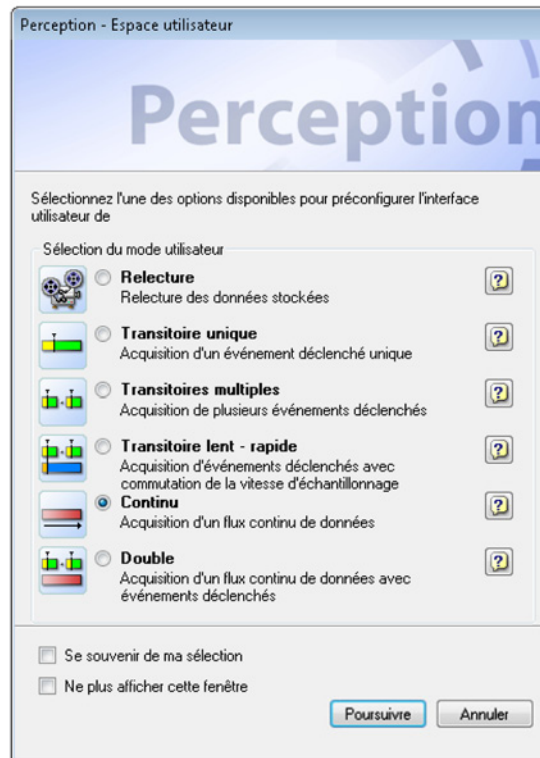 Perception - Espace utilisateur
Perception
Sélectionnez l'une des options disponibles pour préconfigurer l'interface
utilisateur de
Sélection du mode utilisateur
Relecture
Relecture des données stockées
Transitoire unique
Acquisition d'un événement déclenché unique
Transitoires multiples
Acquisition de plusieurs événements déclenchés
Transitoire lent - rapide
Acquisition d'événements déclenchés avec
commutation de la vitesse d'échantillonnage
Continu
Acquisition d'un flux continu de données
Double
Acquisition d'un flux continu de données avec
événements déclenchés
Se souvenir de ma sélection
Ne plus afficher cette fenêtre
Poursuivre
Annuler